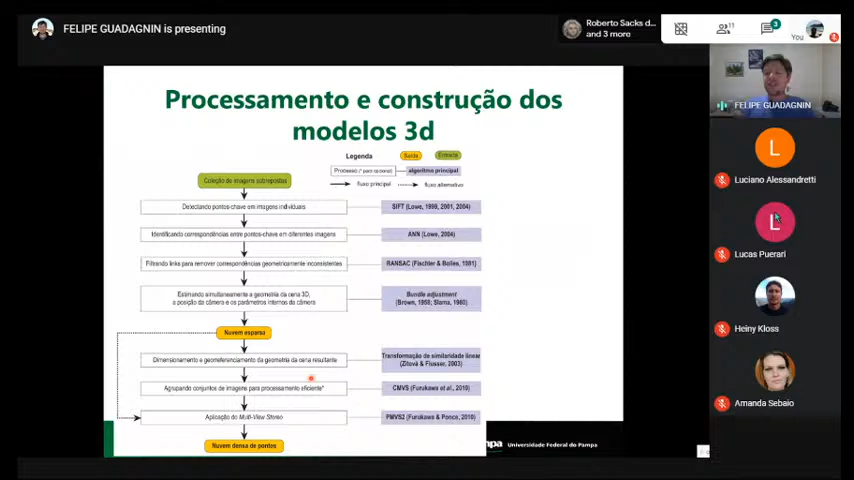 FELIPE GUADAGNIN is presenting
Roberto Sacks d...
and 3 more
11
3
You
Processamento e construção dos
modelos 3d
Legenda
Saída
Entrada
Processo (* para opcional)
algoritmo principal
fluxo principal
fluxo alternativo
Coleção de imagens sobrepostas
Detectando pontos-chave em imagens individuais
SIFT (Lowe, 1999, 2001, 2004)
Identificando correspondências entre pontos-chave em diferentes imagens
ANN (Lowe, 2004)
Filtrando links para remover correspondências geometricamente inconsistentes
RANSAC (Fischler & Bolles, 1981)
Estimando simultaneamente a geometria da cena 3D,
a posição da câmera e os parâmetros internos da câmera
Bundle adjustment
(Brown, 1958; Slama, 1980)
Nuvem esparsa
Dimensionamento e georeferenciamento da geometria da cena resultante
Transformação de similaridade linear
(Zitová & Flusser, 2003)
Agrupando conjuntos de imagens para processamento eficiente*
CMVS (Furukawa et al., 2010)
Aplicação do Multi-View Stereo
PMVS2 (Furukawa & Ponce, 2010)
Nuvem densa de pontos
mpa
Universidade Federal do Pampa
FELIPE GUADAGNIN
L
Luciano Alessandretti
L
Lucas Puerari
Heiny Kloss
Amanda Sebaio